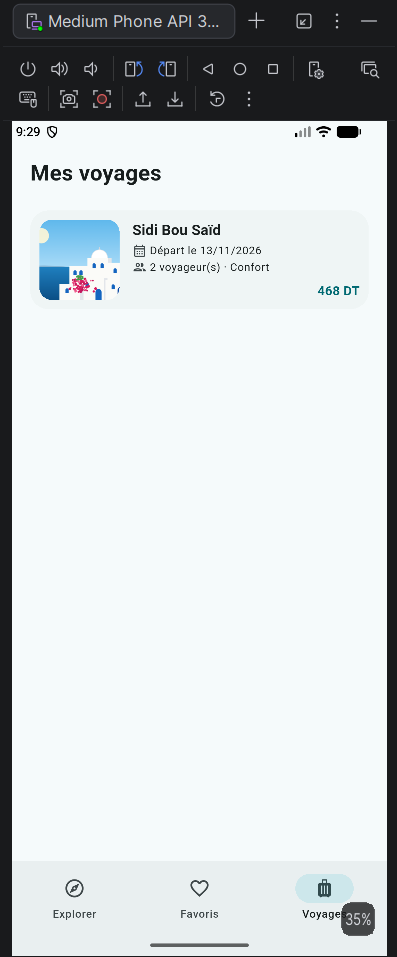 Medium Phone API 3...
9:29
Mes voyages
Sidi Bou Saïd
Départ le 13/11/2026
2 voyageur(s) · Confort
468 DT
Explorer
Favoris
Voyages
35%